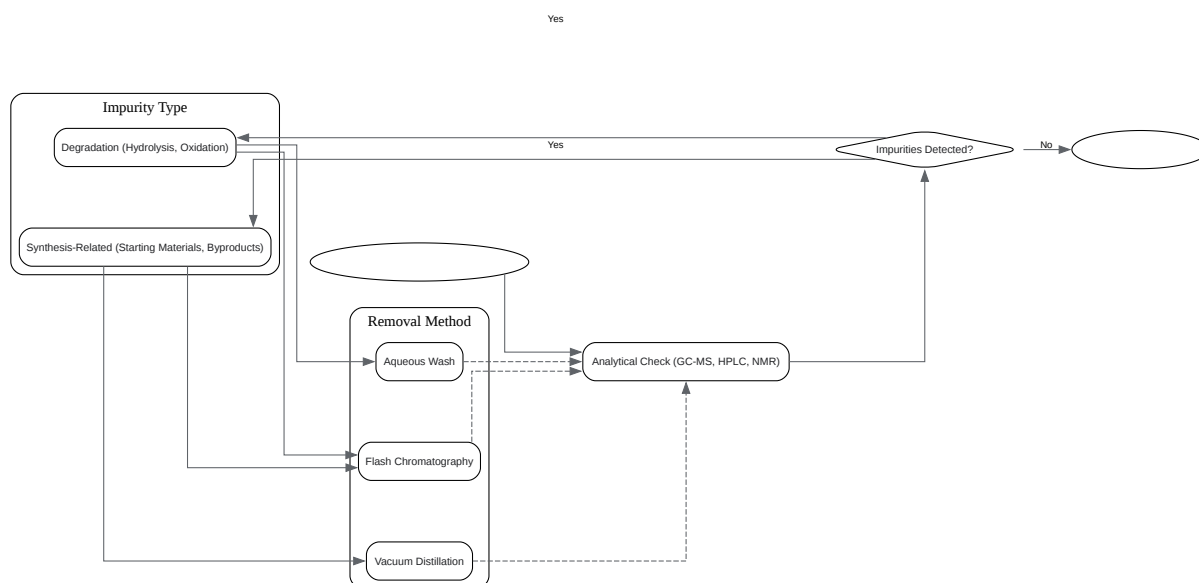 Yes
Impurity Type
Degradation (Hydrolysis, Oxidation)
Yes
Impurities Detected?
No
Synthesis-Related (Starting Materials, Byproducts)
Removal Method
Aqueous Wash
Analytical Check (GC-MS, HPLC, NMR)
Flash Chromatography
Vacuum Distillation